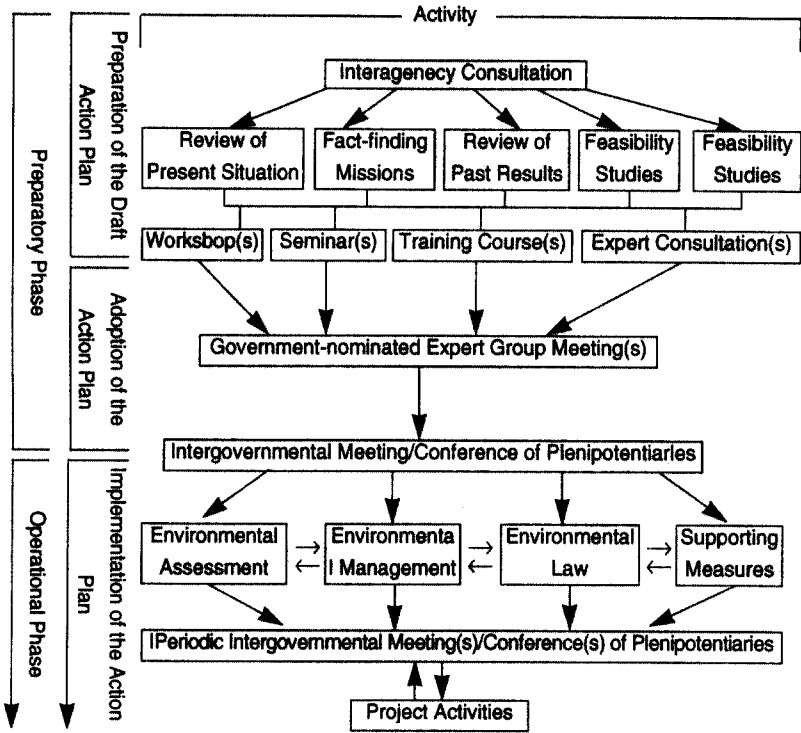 Activity
Preparatory Phase
Operational Phase
Preparation of the Draft
Action Plan
Adoption of the
Action Plan
Implementation of the Action
Plan
Interagenecy Consultation
Review of
Present Situation
Fact-finding
Missions
Review of
Past Results
Feasibility
Studies
Feasibility
Studies
Worksbop(s)
Seminar(s)
Training Course(s)
Expert Consultation(s)
Government-nominated Expert Group Meeting(s)
Intergovernmental Meeting/Conference of Plenipotentiaries
Environmental
Assessment
Environmenta
l Management
Environmental
Law
Supporting
Measures
lPeriodic Intergovernmental Meeting(s)/Conference(s) of Plenipotentiaries
Project Activities